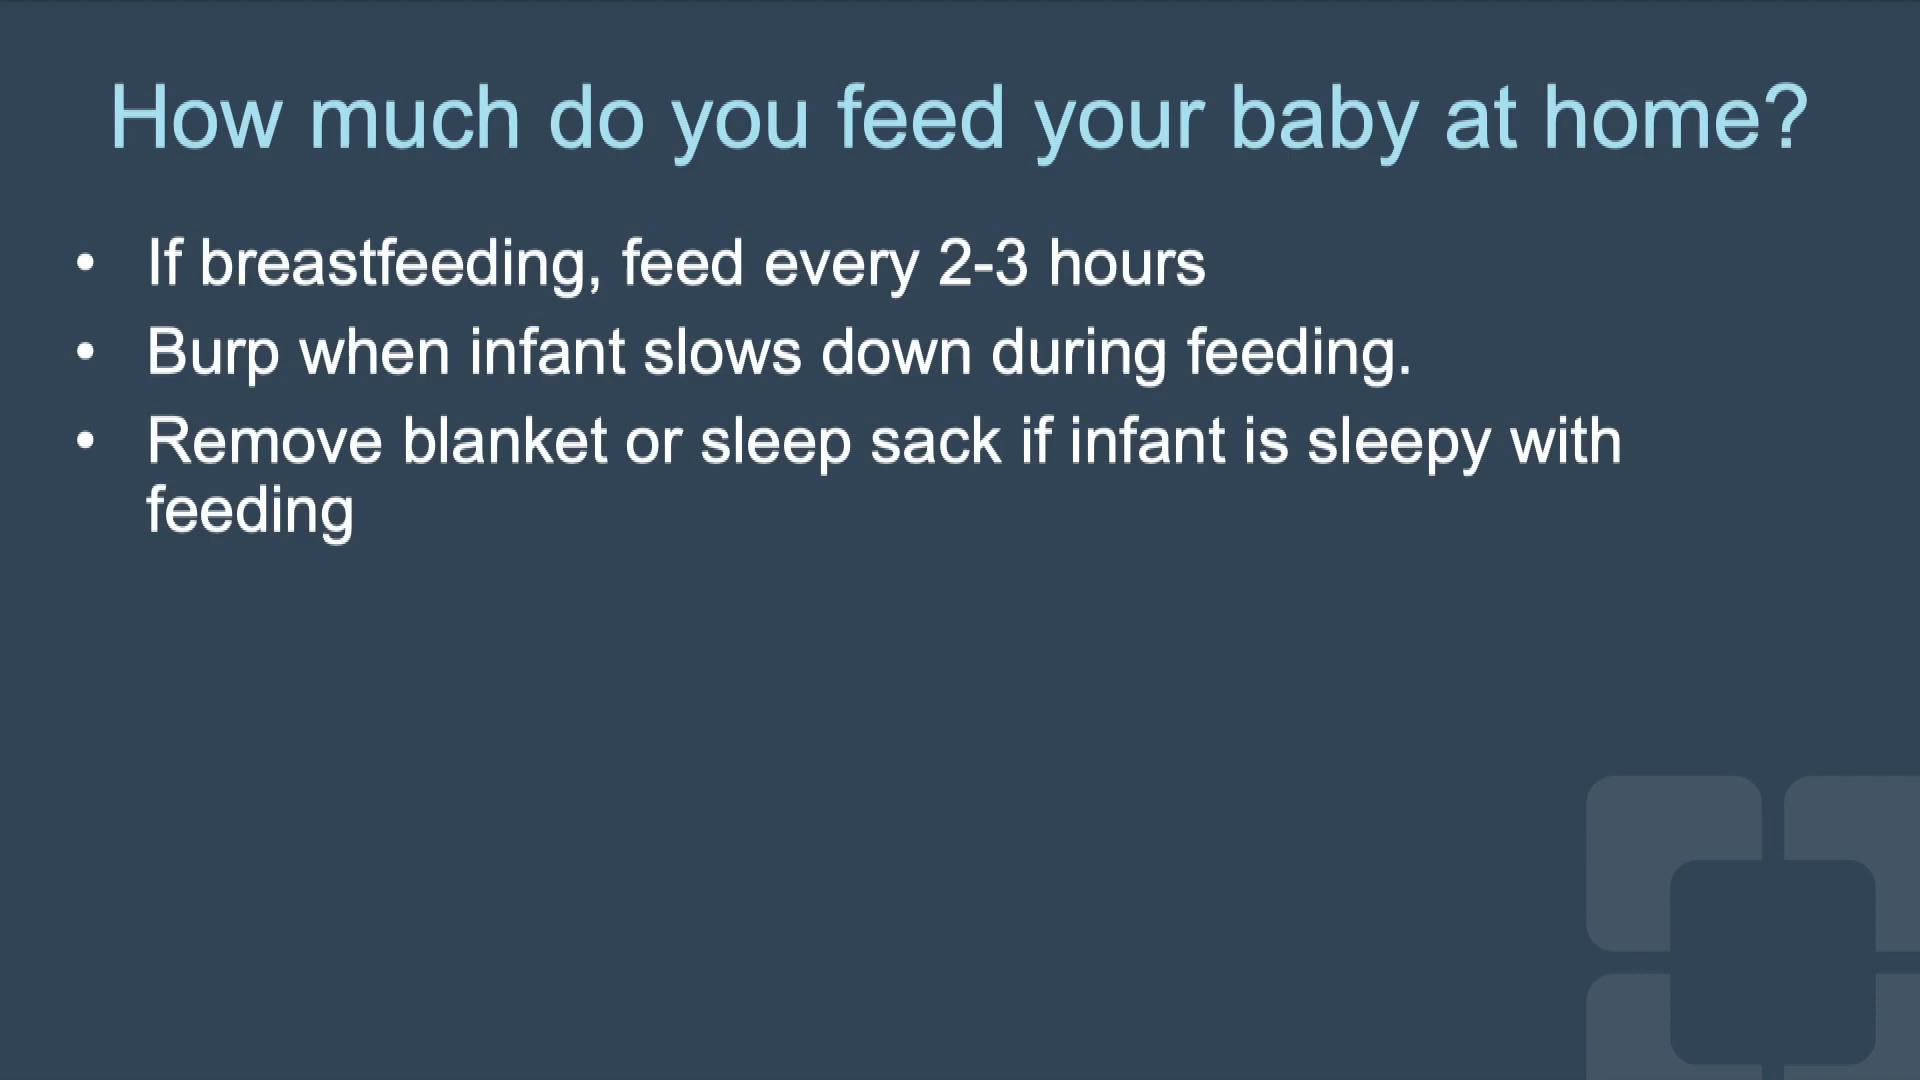 How much do you feed your baby at home?
• If breastfeeding, feed every 2-3 hours
• Burp when infant slows down during feeding.
• Remove blanket or sleep sack if infant is sleepy with
feeding